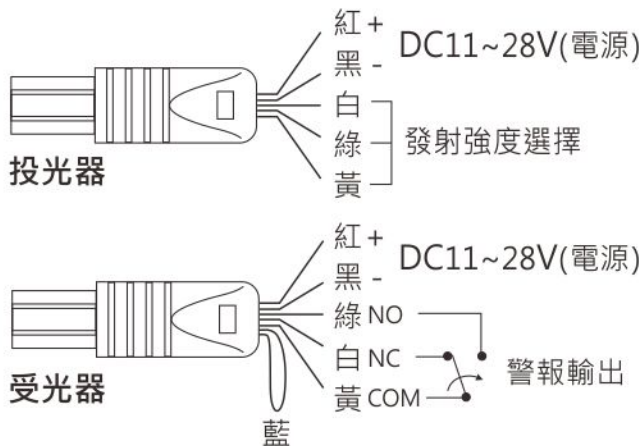 紅 +
DC11~28V(電源)
黑 -
白
綠
發射強度選擇
黃
投光器
紅 +
DC11~28V(電源)
黑 -
綠 NO
白 NC
警報輸出
黃 COM
受光器
藍